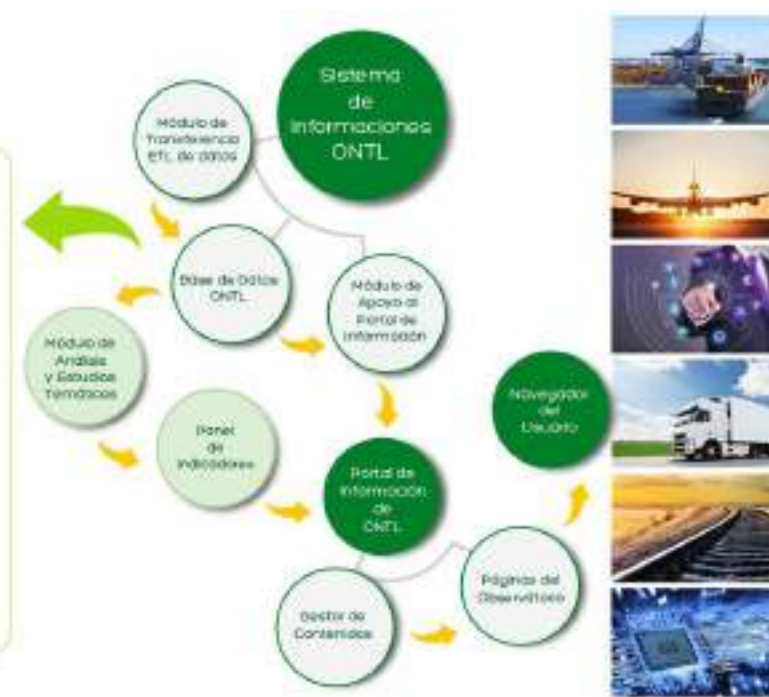 Sistema
de
Informaciones
ONTL
Módulo de
Transferencia
ETL de datos
Base de Datos
ONTL
Módulo de
Apoyo al
Portal de
Información
Módulo de
Análisis
y Estudios
Temáticos
Panel
de
Indicadores
Navegador
del
Usuário
Portal de
Información
de
ONTL
Páginas del
Observatorio
Gestor de
Contenidos